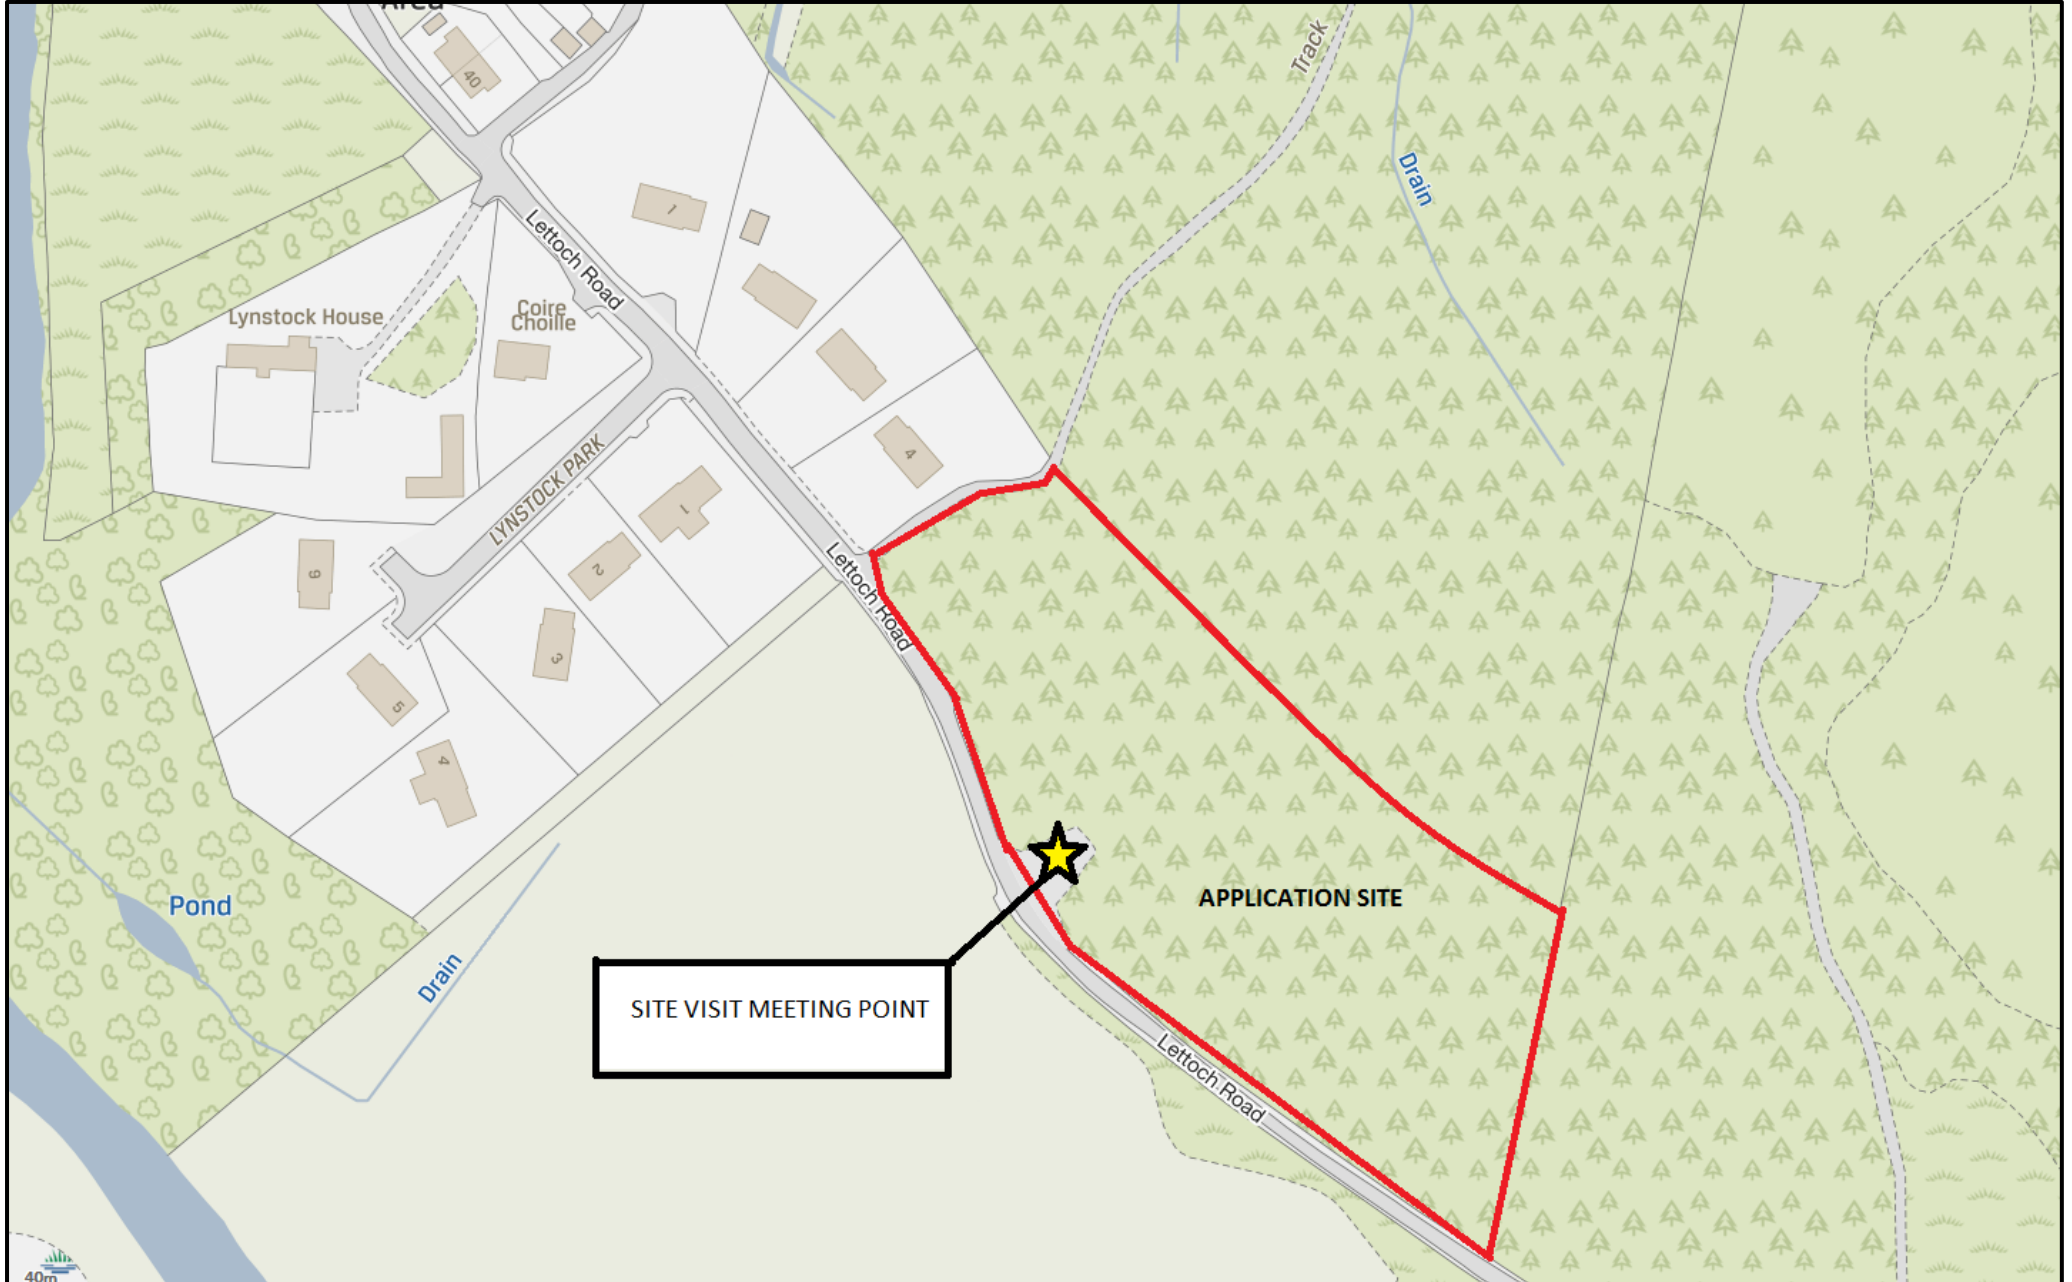 Area
40
Track
Drain
1
Lettoch Road
Lynstock House
Coire
Choille
4
LYNSTOCK PARK
1
Lettoch Road
2
6
3
5
4
APPLICATION SITE
Pond
Drain
SITE VISIT MEETING POINT
Lettoch Road
40m